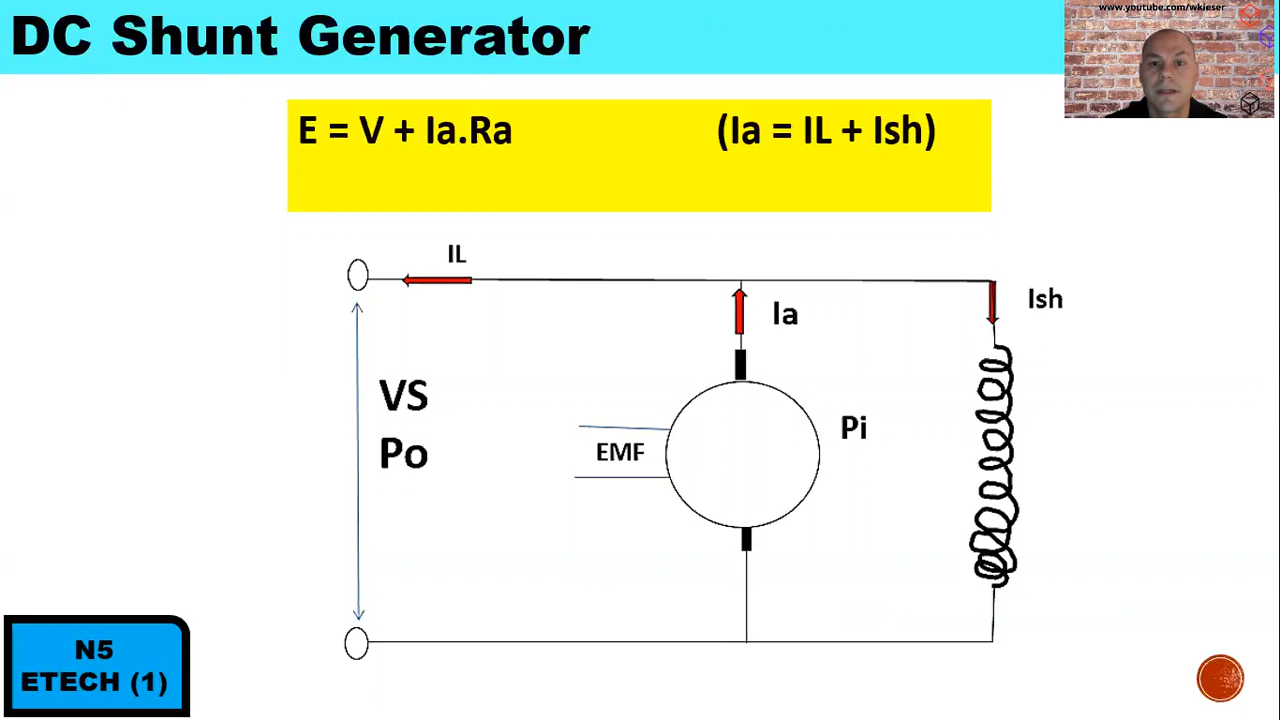 www.youtube.com/wkieser
DC Shunt Generator
E = V + Ia.Ra (Ia = IL + Ish)
IL
Ish
Ia
VS
Po
Pi
EMF
N5
ETECH (1)